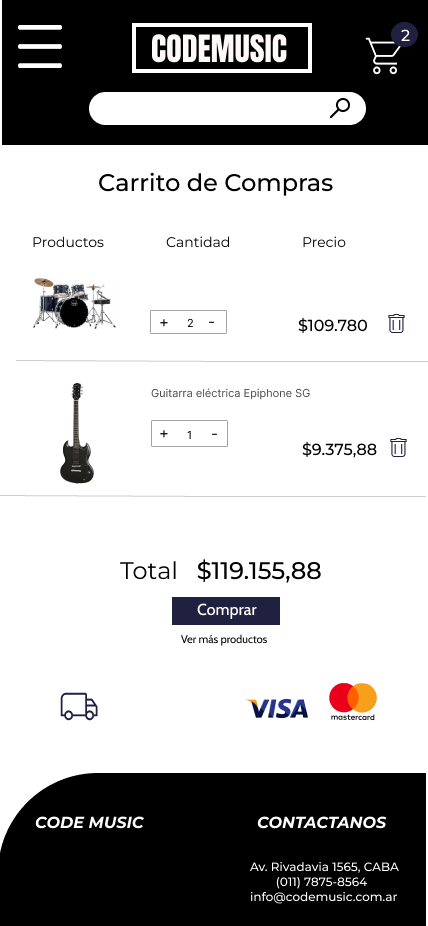 CODEMUSIC
2
Carrito de Compras
Productos Cantidad Precio
+ 2 -
$109.780
Guitarra eléctrica Epiphone SG
+ 1 -
$9.375,88
Total $119.155,88
Comprar
Ver más productos
VISA
mastercard
CODE MUSIC CONTACTANOS
Av. Rivadavia 1565, CABA
(011) 7875-8564
info@codemusic.com.ar